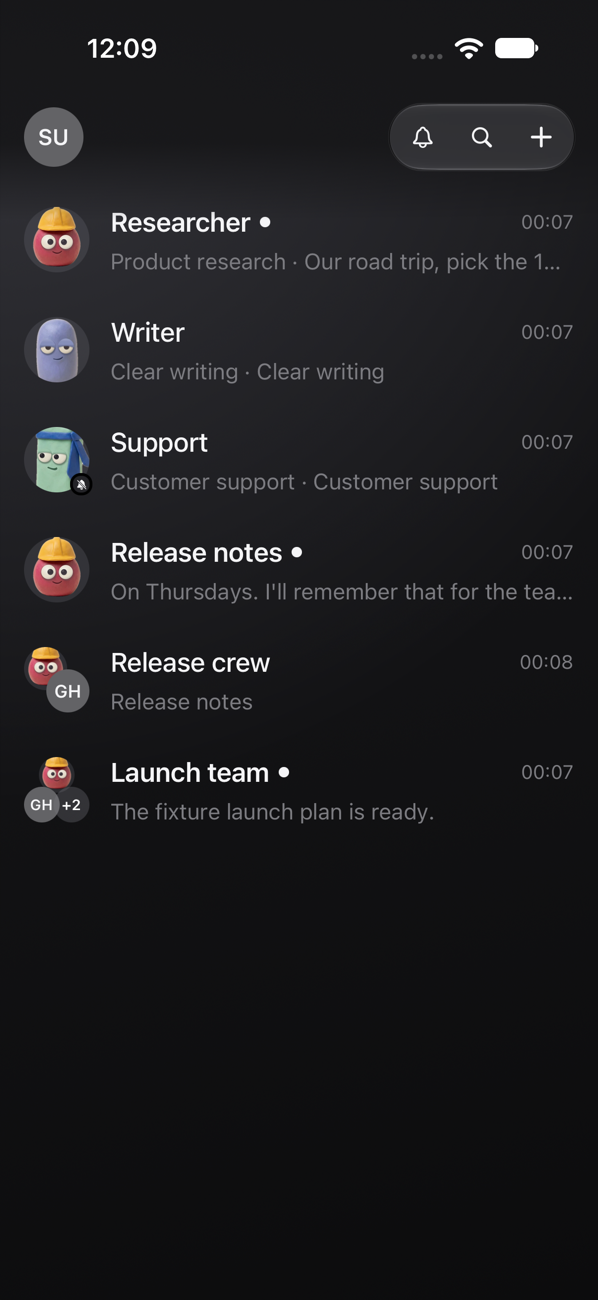 12:09
SU
Researcher
00:07
Product research · Our road trip, pick the 1…
Writer
00:07
Clear writing · Clear writing
Support
00:07
Customer support · Customer support
Release notes
00:07
On Thursdays. I'll remember that for the tea…
Release crew
00:08
GH
Release notes
Launch team
00:07
GH +2
The fixture launch plan is ready.